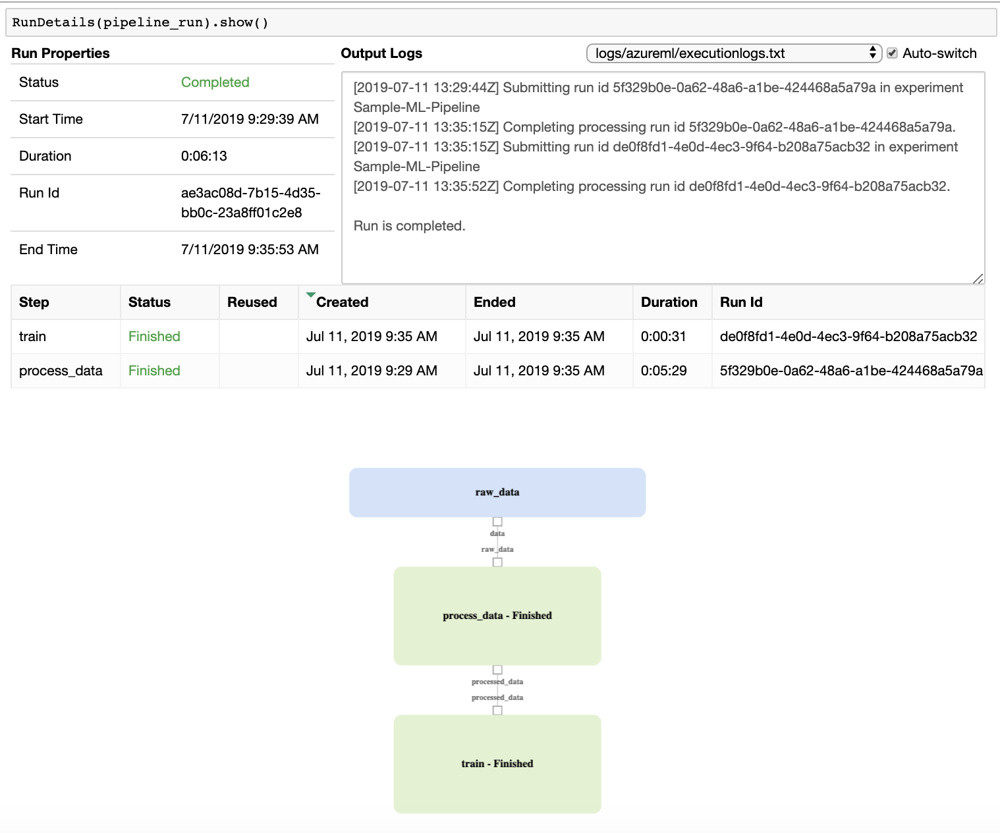 RunDetails(pipeline_run).show()
Run Properties
Status Completed
Start Time 7/11/2019 9:29:39 AM
Duration 0:06:13
Run Id ae3ac08d-7b15-4d35-
bb0c-23a8ff01c2e8
End Time 7/11/2019 9:35:53 AM
Output Logs logs/azureml/executionlogs.txt Auto-switch
[2019-07-11 13:29:44Z] Submitting run id 5f329b0e-0a62-48a6-a1be-424468a5a79a in experiment
Sample-ML-Pipeline
[2019-07-11 13:35:15Z] Completing processing run id 5f329b0e-0a62-48a6-a1be-424468a5a79a.
[2019-07-11 13:35:15Z] Submitting run id de0f8fd1-4e0d-4ec3-9f64-b208a75acb32 in experiment
Sample-ML-Pipeline
[2019-07-11 13:35:52Z] Completing processing run id de0f8fd1-4e0d-4ec3-9f64-b208a75acb32.
Run is completed.
Step Status Reused Created Ended Duration Run Id
train Finished Jul 11, 2019 9:35 AM Jul 11, 2019 9:35 AM 0:00:31 de0f8fd1-4e0d-4ec3-9f64-b208a75acb32
process_data Finished Jul 11, 2019 9:29 AM Jul 11, 2019 9:35 AM 0:05:29 5f329b0e-0a62-48a6-a1be-424468a5a79a
raw_data
data
raw_data
process_data - Finished
processed_data
processed_data
train - Finished